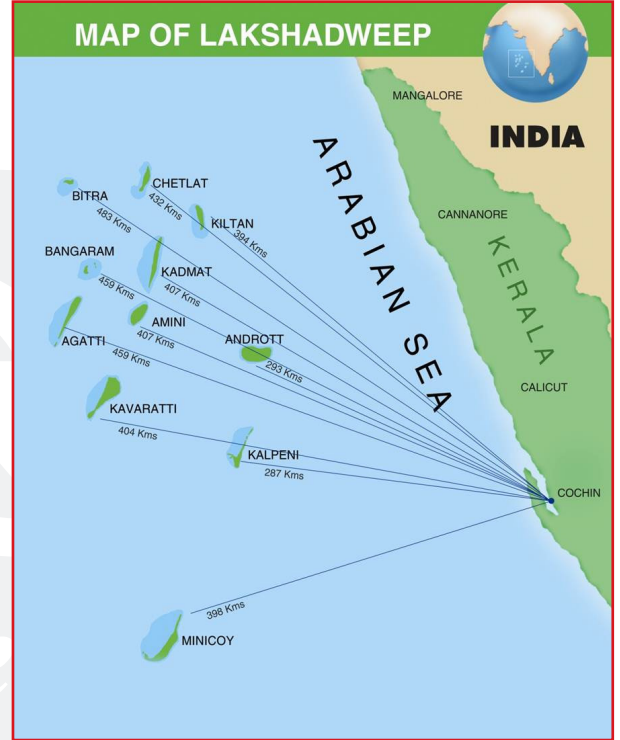 MAP OF LAKSHADWEEP
INDIA
MANGALORE
ARABIAN SEA
CANNANORE
KERALA
CALICUT
COCHIN
CHETLAT
432 Kms
BITRA
483 Kms
KILTAN
394 Kms
BANGARAM
459 Kms
KADMAT
407 Kms
AMINI
407 Kms
AGATTI
459 Kms
ANDROTT
293 Kms
KAVARATTI
404 Kms
KALPENI
287 Kms
398 Kms
MINICOY